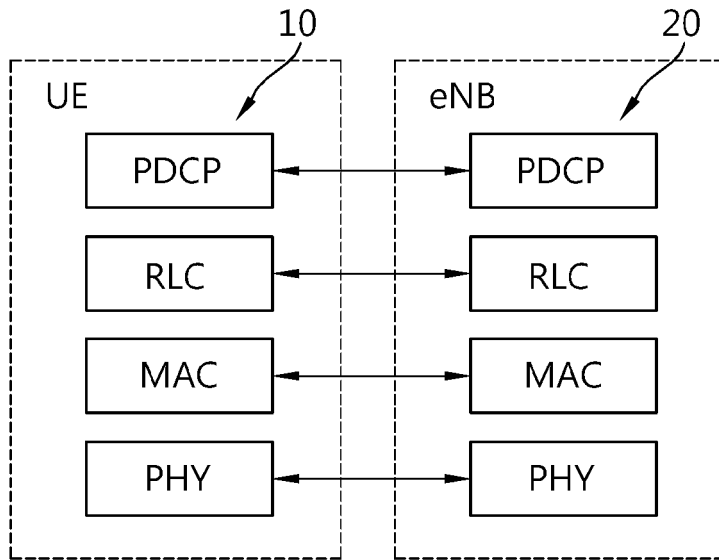 10 20
UE eNB
PDCP PDCP
RLC RLC
MAC MAC
PHY PHY